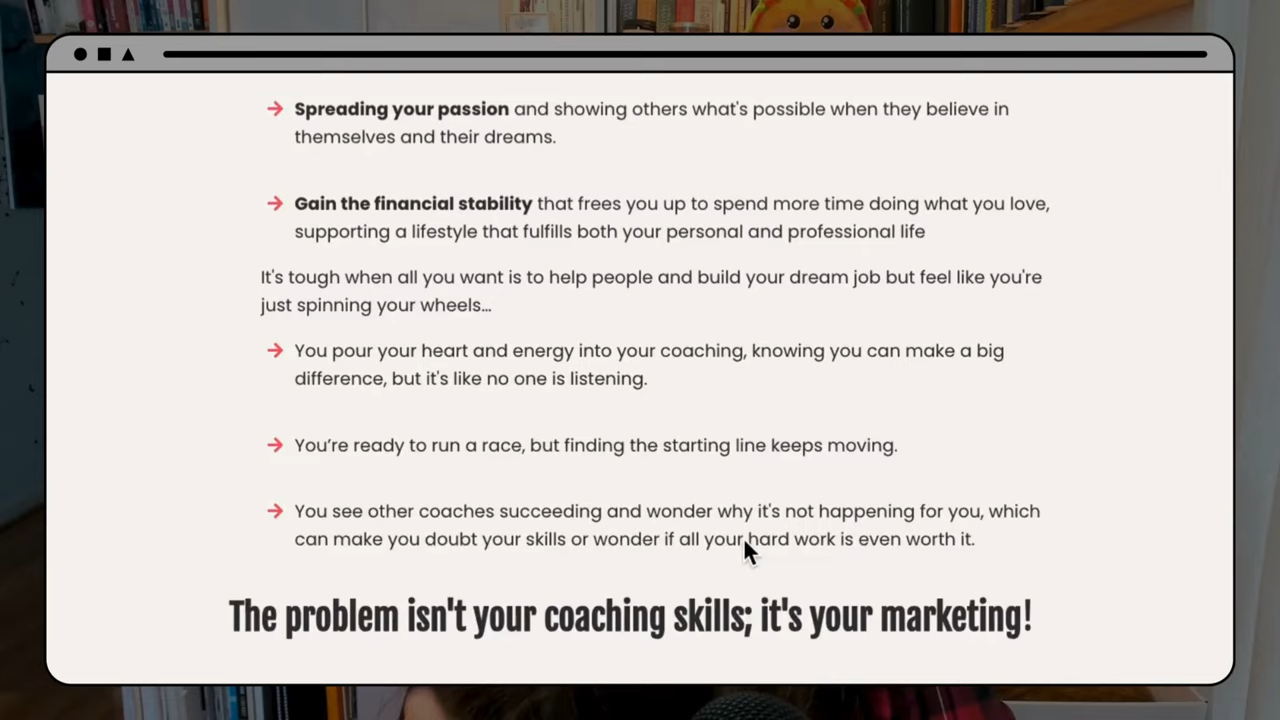 Spreading your passion and showing others what's possible when they believe in
themselves and their dreams.
Gain the financial stability that frees you up to spend more time doing what you love,
supporting a lifestyle that fulfills both your personal and professional life
It's tough when all you want is to help people and build your dream job but feel like you're
just spinning your wheels...
You pour your heart and energy into your coaching, knowing you can make a big
difference, but it's like no one is listening.
You’re ready to run a race, but finding the starting line keeps moving.
You see other coaches succeeding and wonder why it's not happening for you, which
can make you doubt your skills or wonder if all your hard work is even worth it.
The problem isn't your coaching skills; it's your marketing!